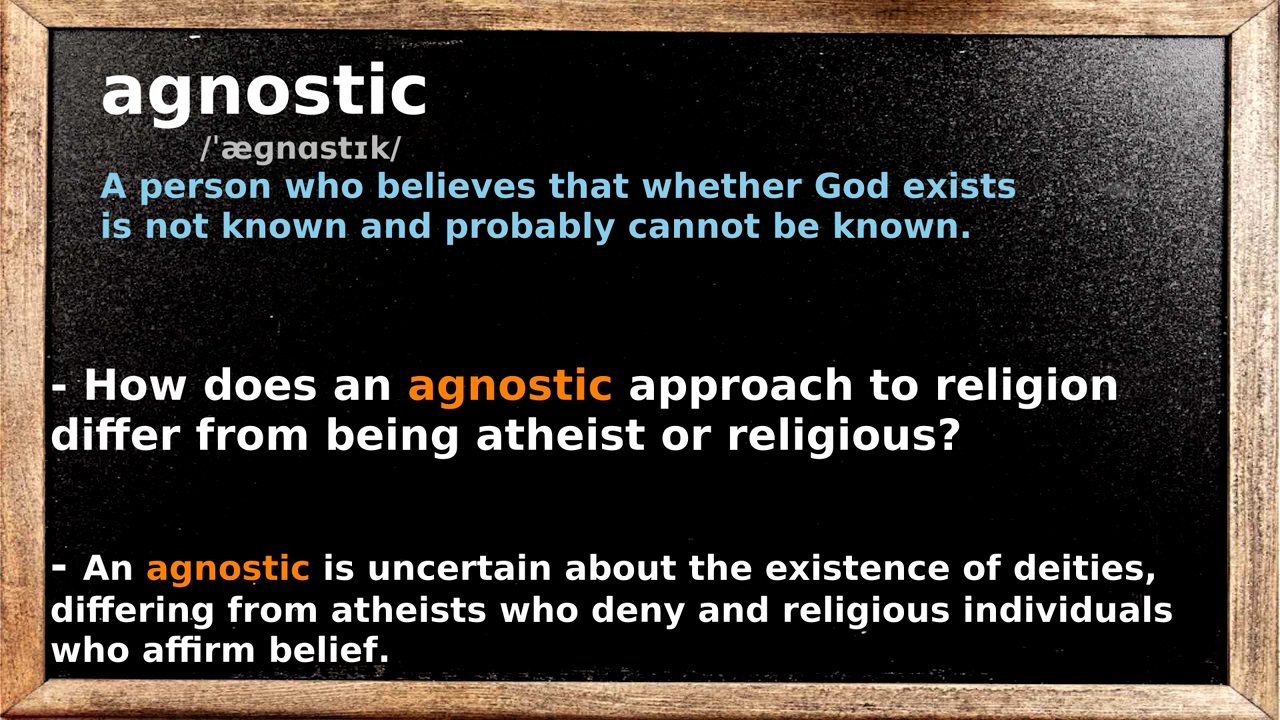 agnostic
/ˈægnɑstɪk/
A person who believes that whether God exists
is not known and probably cannot be known.
- How does an agnostic approach to religion
differ from being atheist or religious?
- An agnostic is uncertain about the existence of deities,
differing from atheists who deny and religious individuals
who affirm belief.